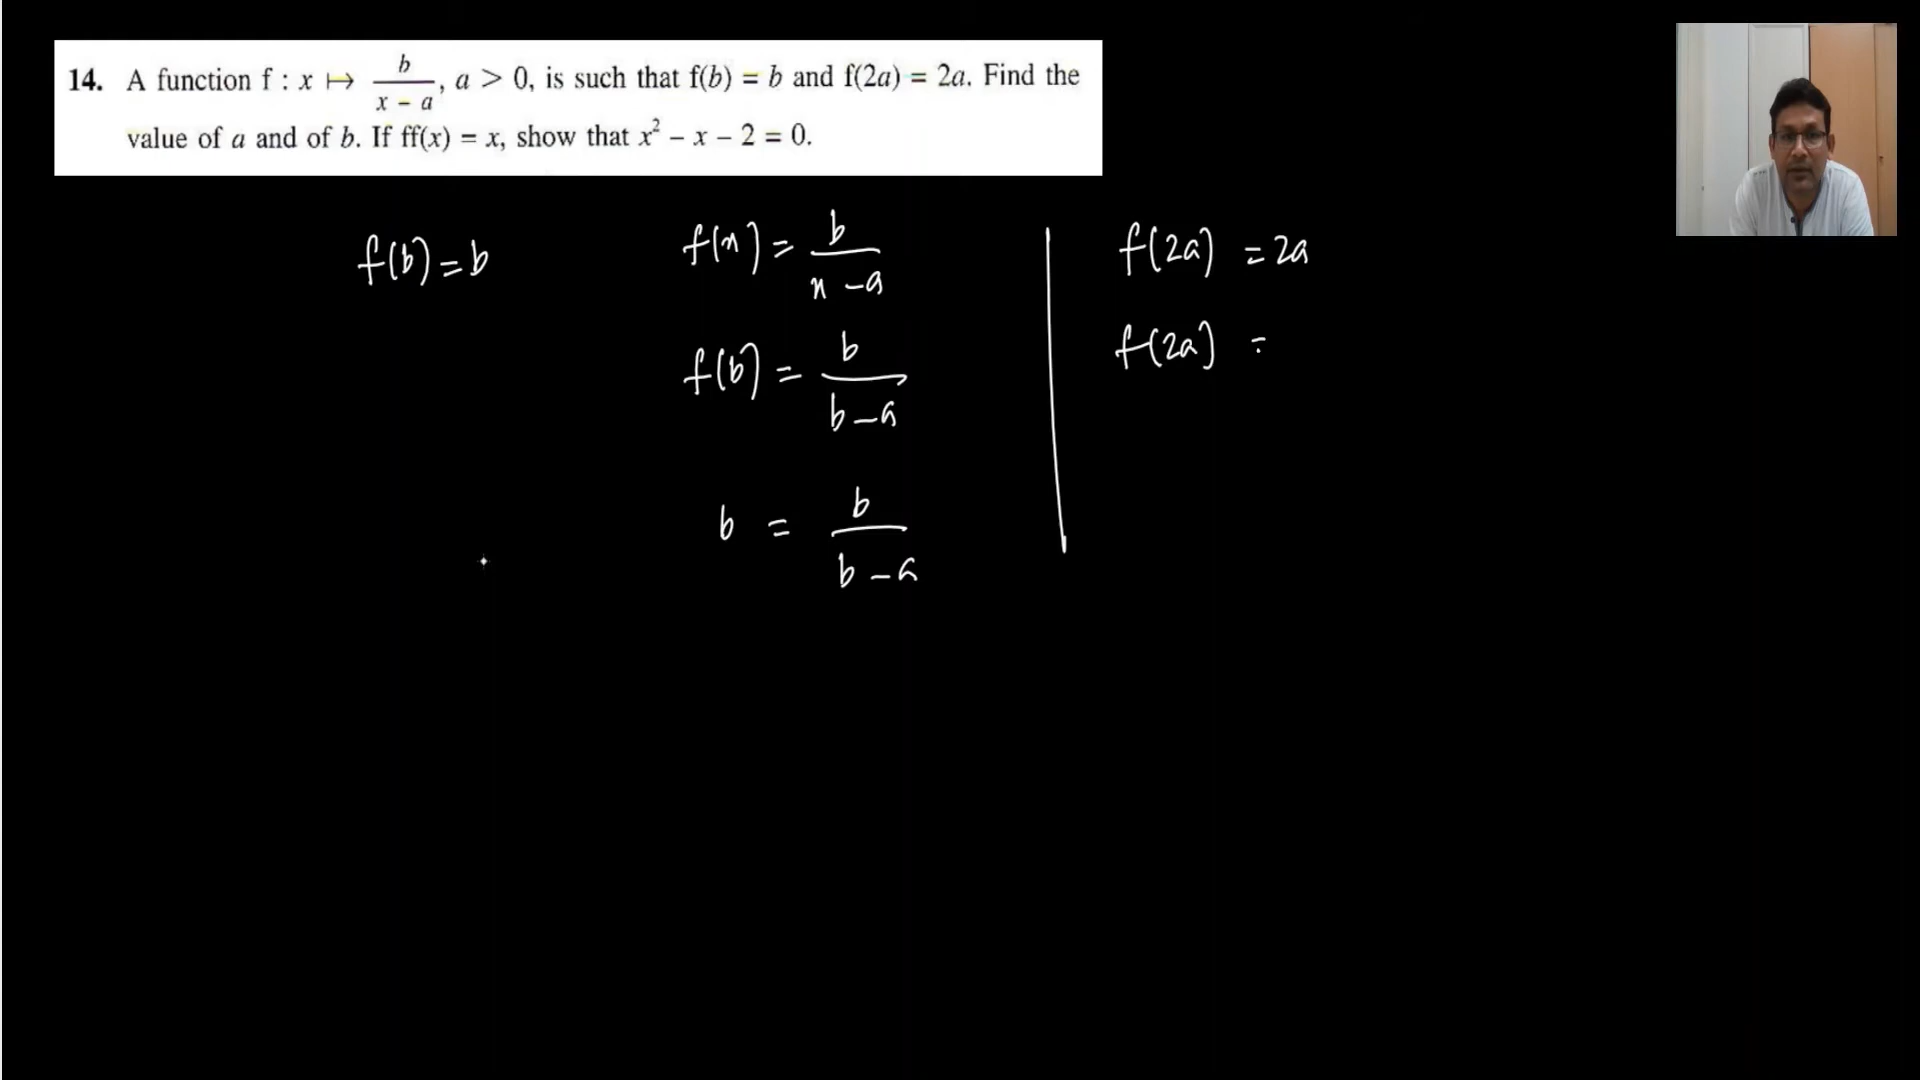 14. A function f : x ↦ b/(x − a), a > 0, is such that f(b) = b and f(2a) = 2a. Find the
value of a and of b. If ff(x) = x, show that x² − x − 2 = 0.
f(b) = b
f(x) = b/(x − a)
f(b) = b/(b − a)
b = b/(b − a)
f(2a) = 2a
f(2a) =